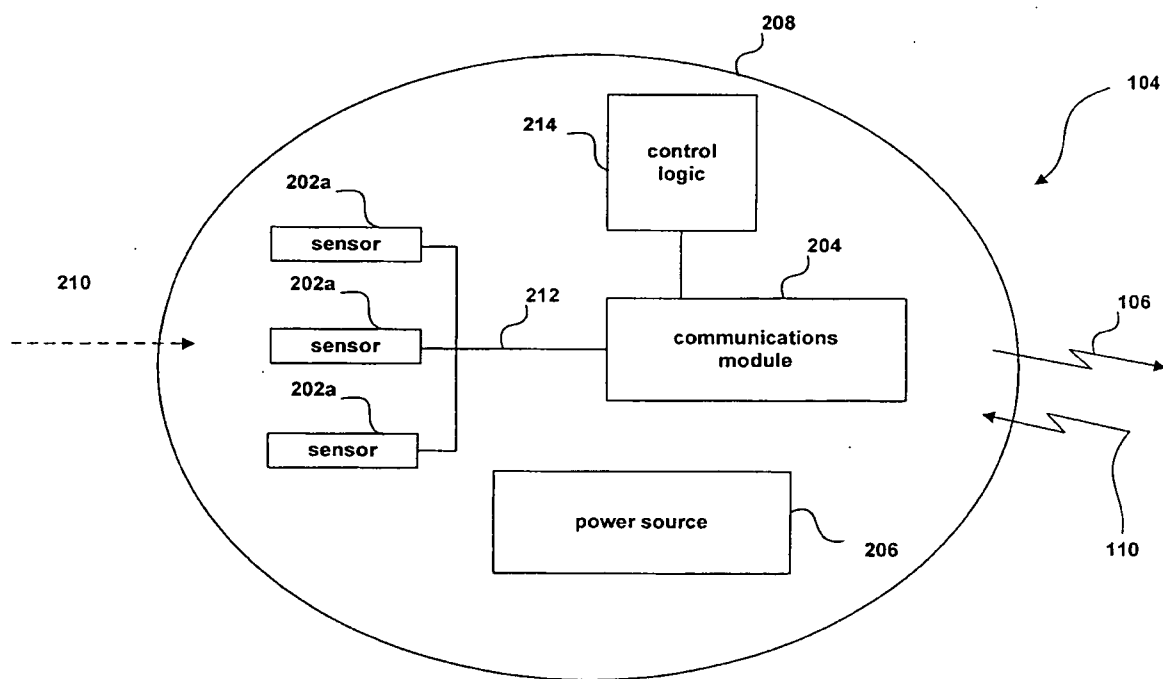 208
104
214
control
logic
202a
sensor
204
210
202a
212
106
sensor
communications
module
202a
sensor
power source
206
110